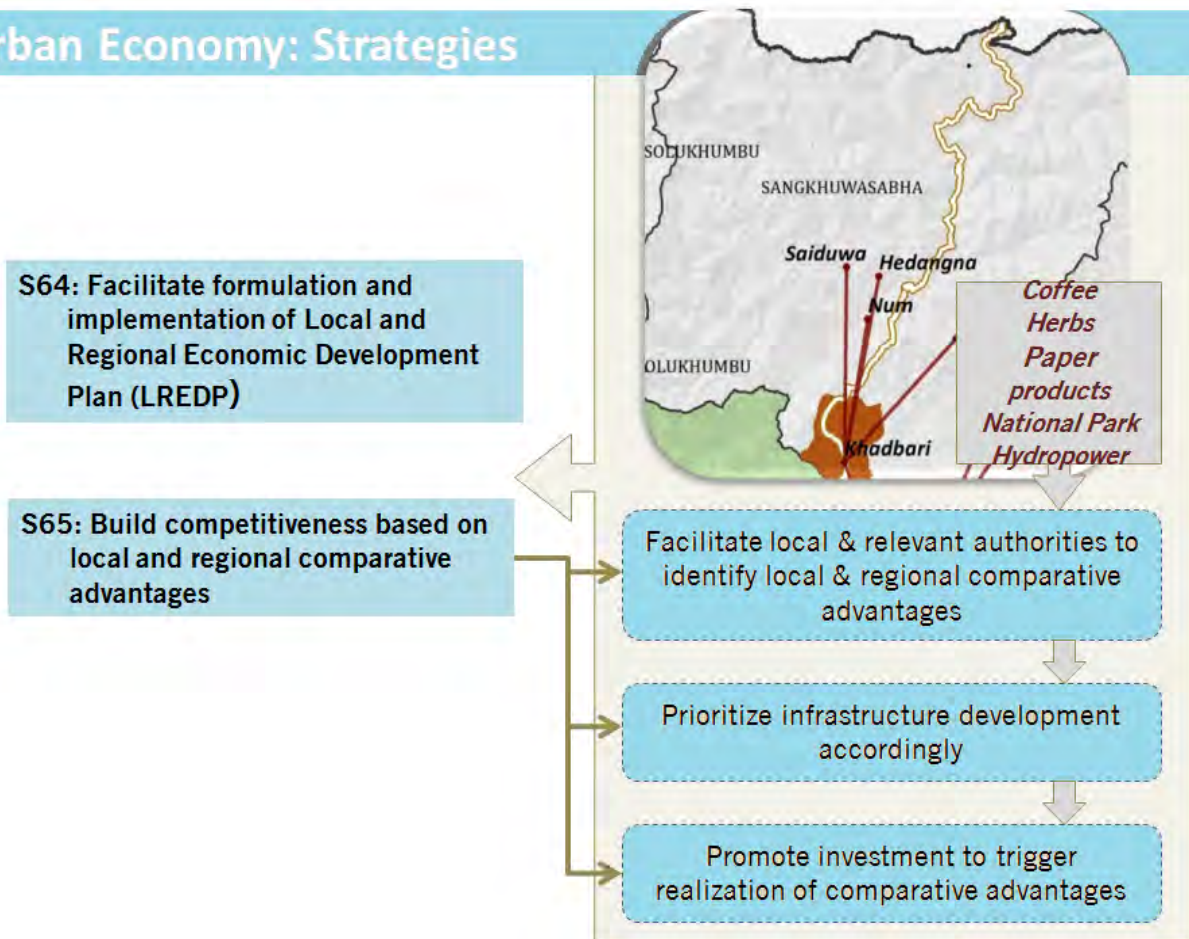 rban Economy: Strategies
SOLUKHUMBU
SANGKHUWASABHA
Saiduwa
Hedangna
Num
OLUKHUMBU
Khadbari
Coffee
Herbs
Paper
products
National Park
Hydropower
S64: Facilitate formulation and
implementation of Local and
Regional Economic Development
Plan (LREDP)
S65: Build competitiveness based on
local and regional comparative
advantages
Facilitate local & relevant authorities to
identify local & regional comparative
advantages
Prioritize infrastructure development
accordingly
Promote investment to trigger
realization of comparative advantages